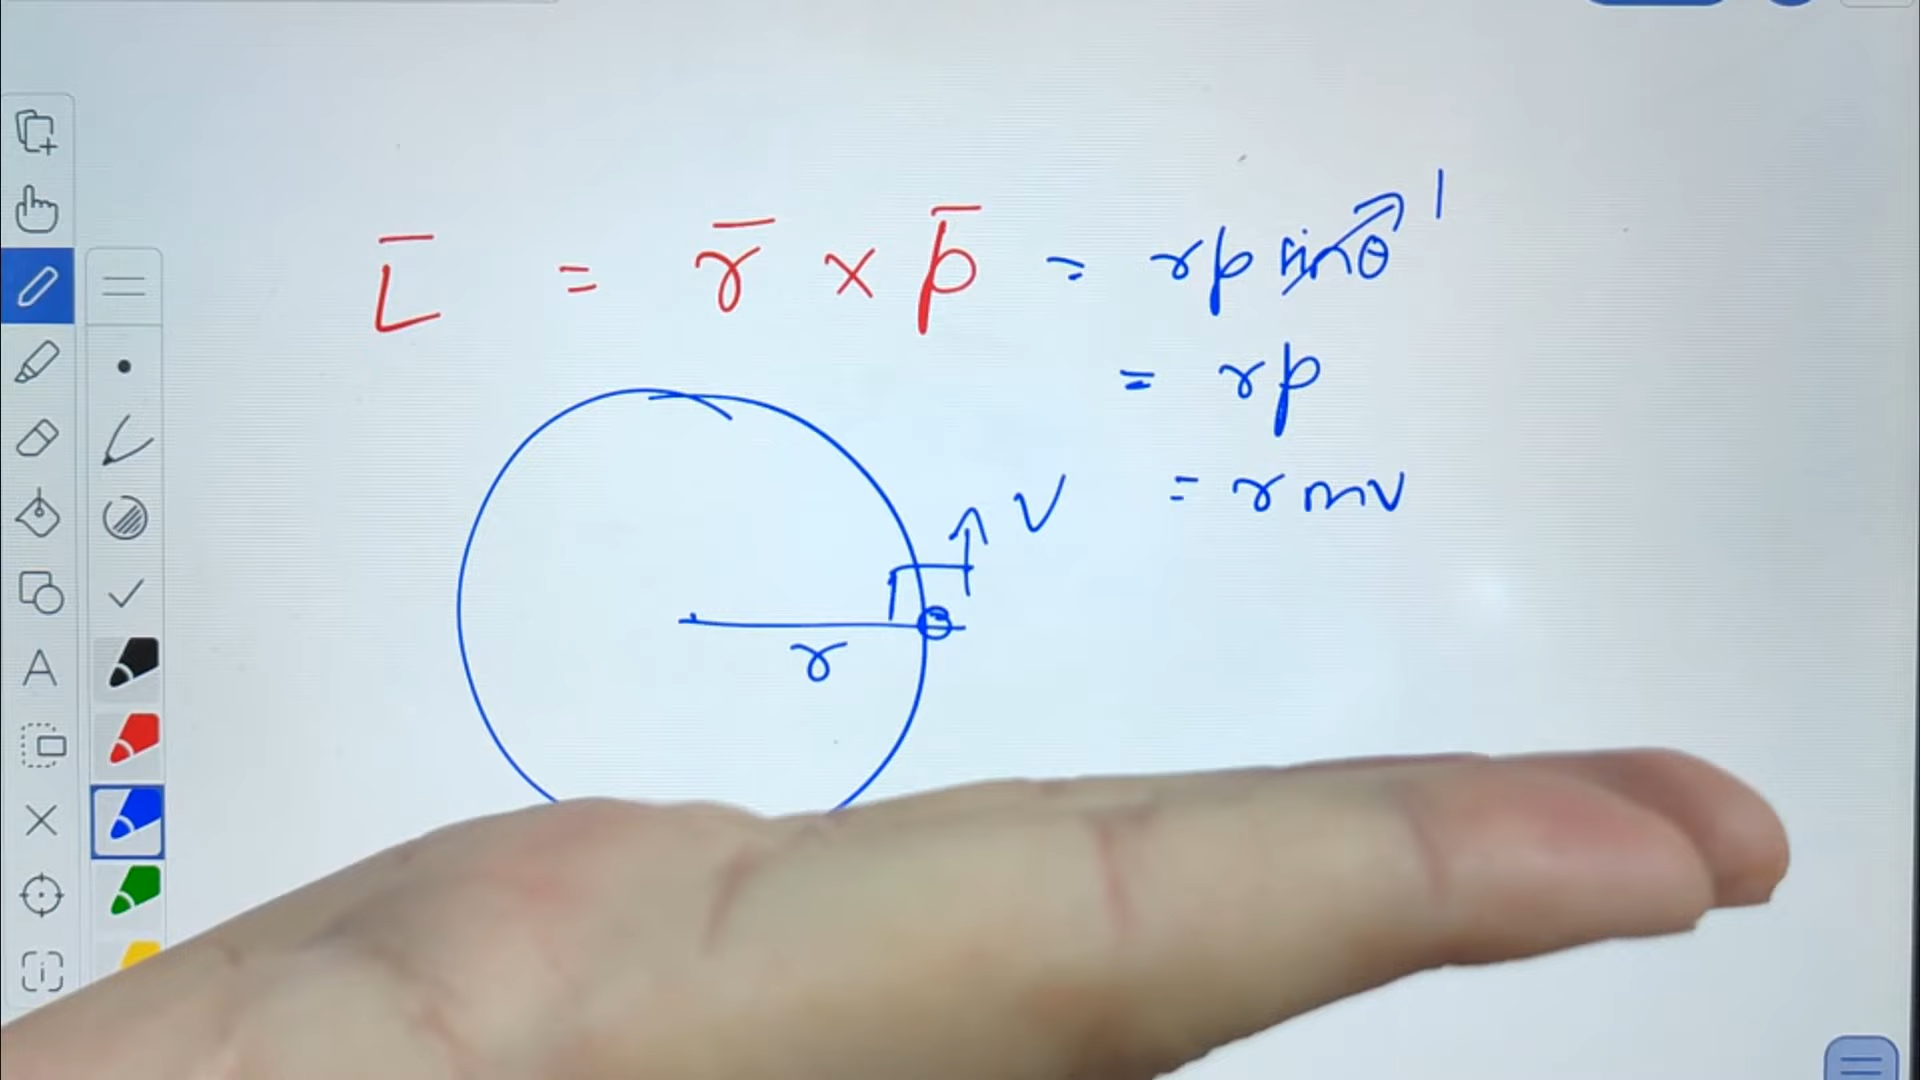 L̅ = r̅ × p̅ = rp sinθ 1
= rp
= rmv
V
r
A